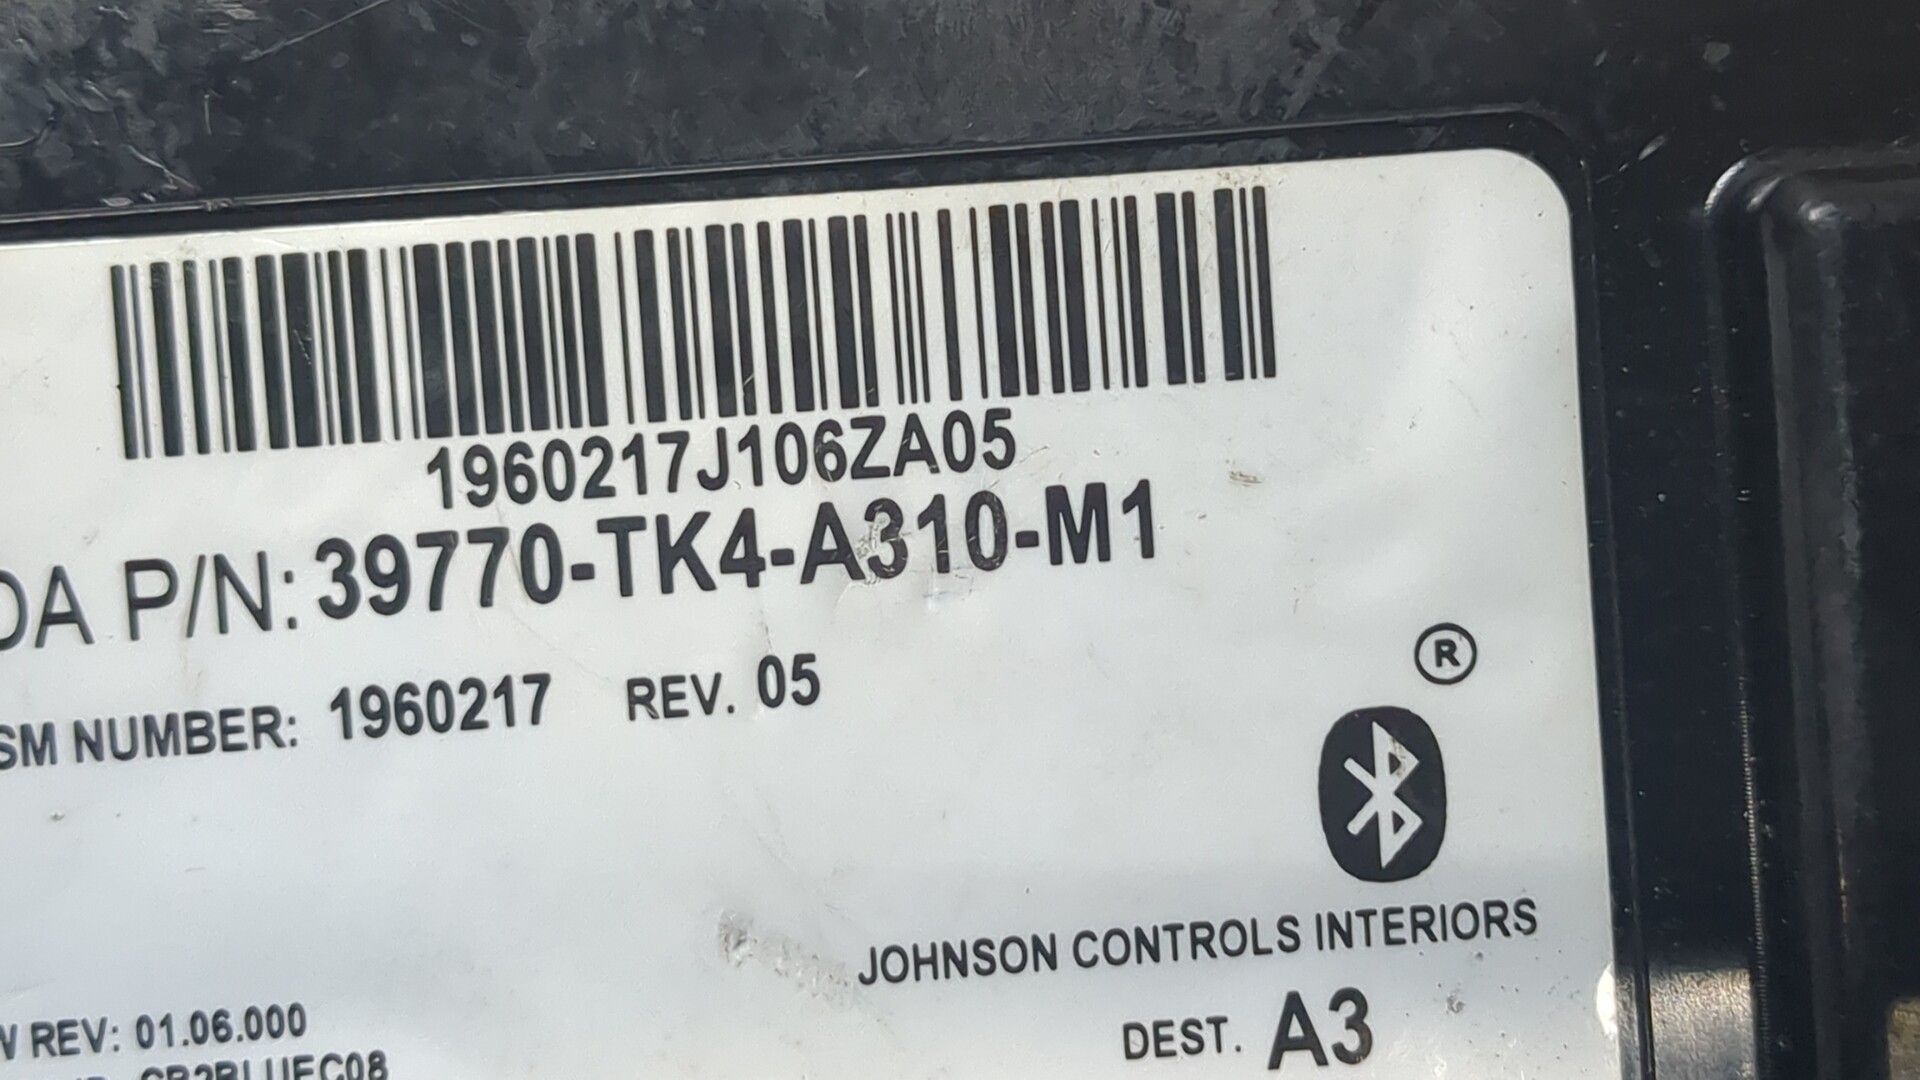 1960217J106ZA05
DA P/N: 39770-TK4-A310-M1
SM NUMBER: 1960217 REV. 05
®
JOHNSON CONTROLS INTERIORS
W REV: 01.06.000
DEST. A3
CB2BLUEC08